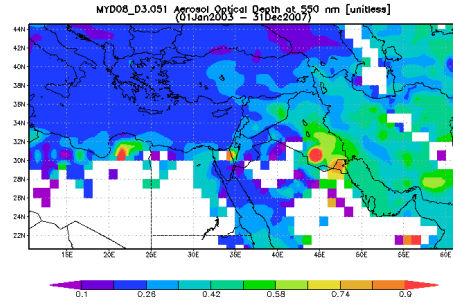 MYD08_D3.051 Aerosol Optical Depth at 550 nm [unitless]
(01Jan2003 – 31Dec2007)
44N
42N
40N
38N
36N
34N
32N
30N
28N
26N
24N
22N
15E 20E 25E 30E 35E 40E 45E 50E 55E 60E
0.1 0.26 0.42 0.58 0.74 0.9